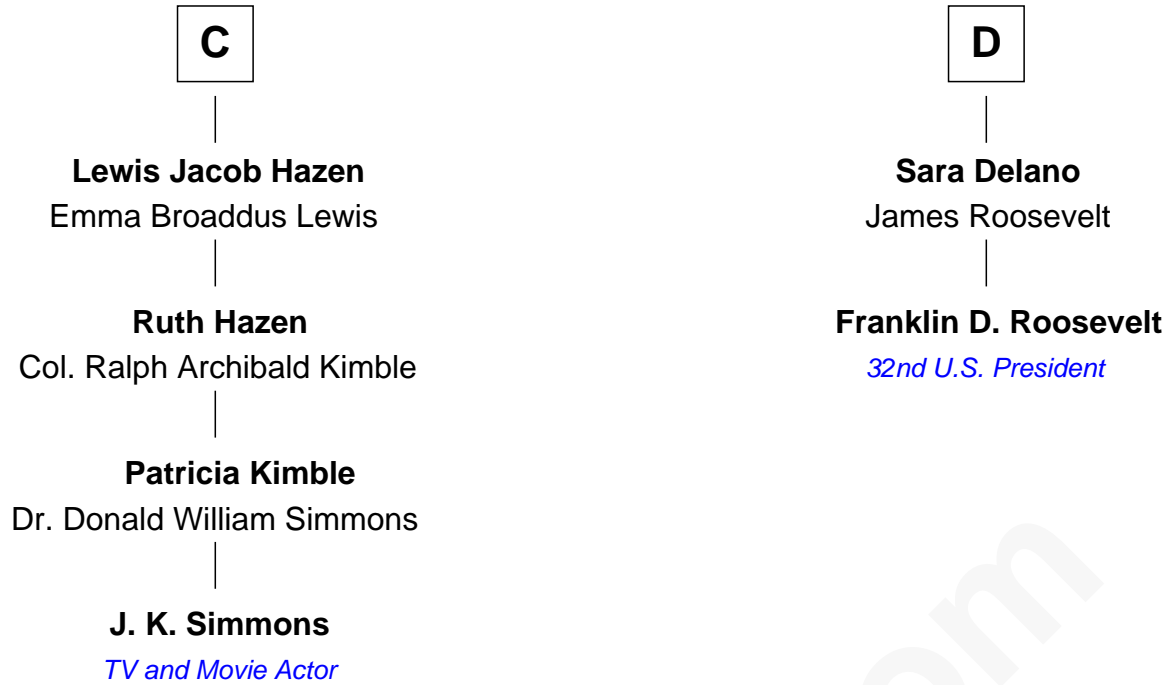 C
Lewis Jacob Hazen
Emma Broaddus Lewis
Ruth Hazen
Col. Ralph Archibald Kimble
Patricia Kimble
Dr. Donald William Simmons
J. K. Simmons
TV and Movie Actor
D
Sara Delano
James Roosevelt
Franklin D. Roosevelt
32nd U.S. President
om